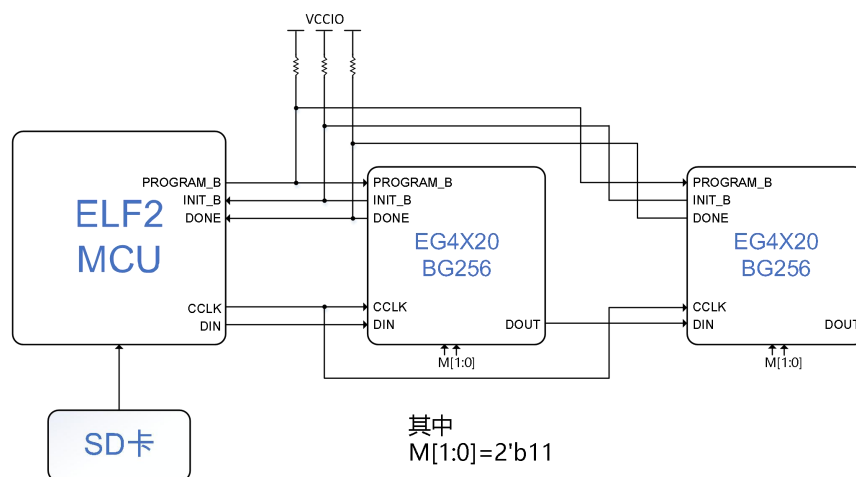 VCCIO
PROGRAM_B
INIT_B
DONE
ELF2
MCU
CCLK
DIN
PROGRAM_B
INIT_B
DONE
EG4X20
BG256
CCLK
DIN
DOUT
M[1:0]
PROGRAM_B
INIT_B
DONE
EG4X20
BG256
CCLK
DIN
DOUT
M[1:0]
SD卡
其中
M[1:0]=2'b11